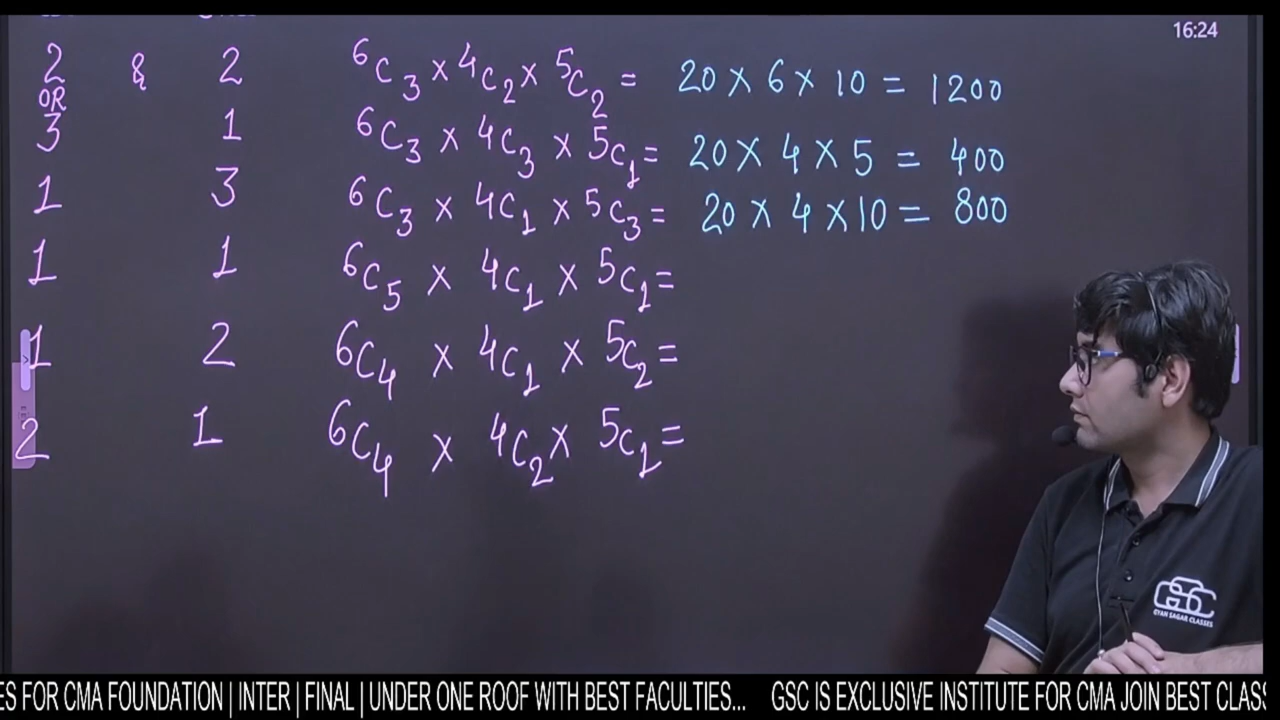 16:24
2 & 2 ⁶C₃ × ⁴C₂ × ⁵C₂ = 20 × 6 × 10 = 1200
OR
3 1 ⁶C₃ × ⁴C₃ × ⁵C₁ = 20 × 4 × 5 = 400
1 3 ⁶C₃ × ⁴C₁ × ⁵C₃ = 20 × 4 × 10 = 800
1 1 ⁶C₅ × ⁴C₁ × ⁵C₁ =
1 2 ⁶C₄ × ⁴C₁ × ⁵C₂ =
2 1 ⁶C₄ × ⁴C₂ × ⁵C₁ =
GSC
GYAN SAGAR CLASSES
ES FOR CMA FOUNDATION | INTER | FINAL | UNDER ONE ROOF WITH BEST FACULTIES... GSC IS EXCLUSIVE INSTITUTE FOR CMA JOIN BEST CLASS